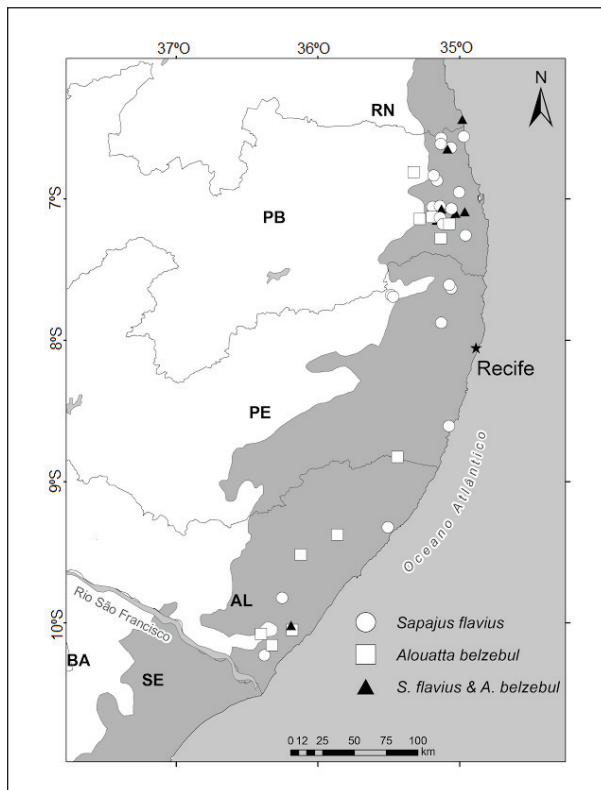 37ºO 36ºO 35ºO
N
RN
7ºS
PB
8ºS
Recife
PE
9ºS
Oceano Atlântico
AL
10ºS
Rio São Francisco
BA
SE
Sapajus flavius
Alouatta belzebul
S. flavius & A. belzebul
0 12 25 50 75 100
km